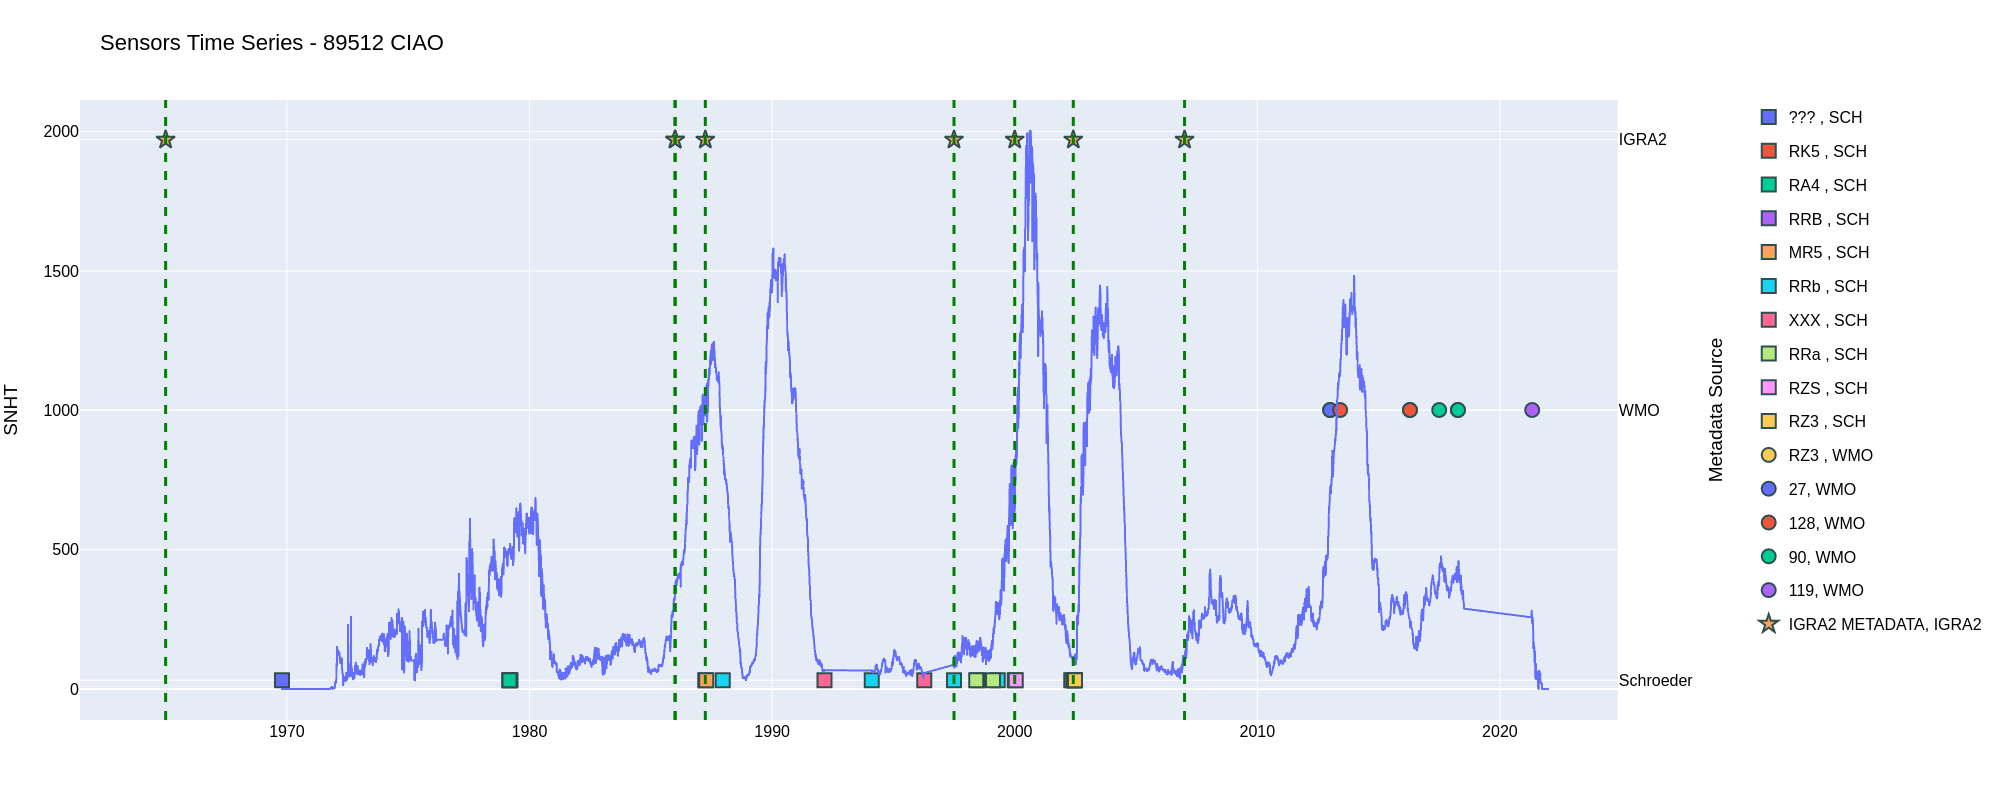 Sensors Time Series - 89512 CIAO
2000
1500
1000
500
0
SNHT
1970
1980
1990
2000
2010
2020
IGRA2
WMO
Schroeder
Metadata Source
??? , SCH
RK5 , SCH
RA4 , SCH
RRB , SCH
MR5 , SCH
RRb , SCH
XXX , SCH
RRa , SCH
RZS , SCH
RZ3 , SCH
RZ3 , WMO
27, WMO
128, WMO
90, WMO
119, WMO
IGRA2 METADATA, IGRA2